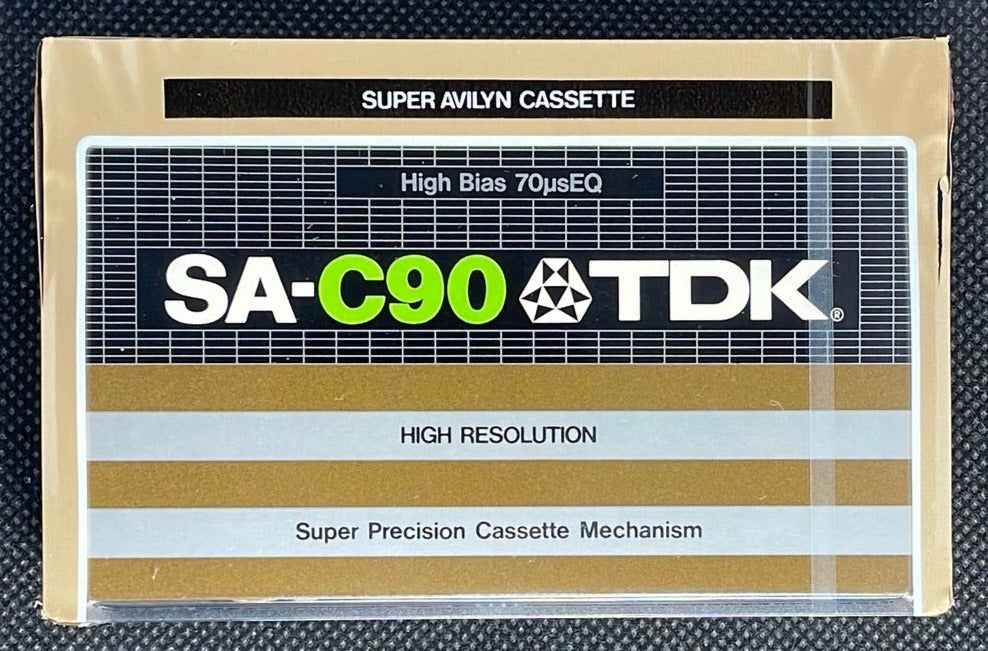 SUPER AVILYN CASSETTE
High Bias 70µsEQ
SA-C90 TDK®
HIGH RESOLUTION
Super Precision Cassette Mechanism